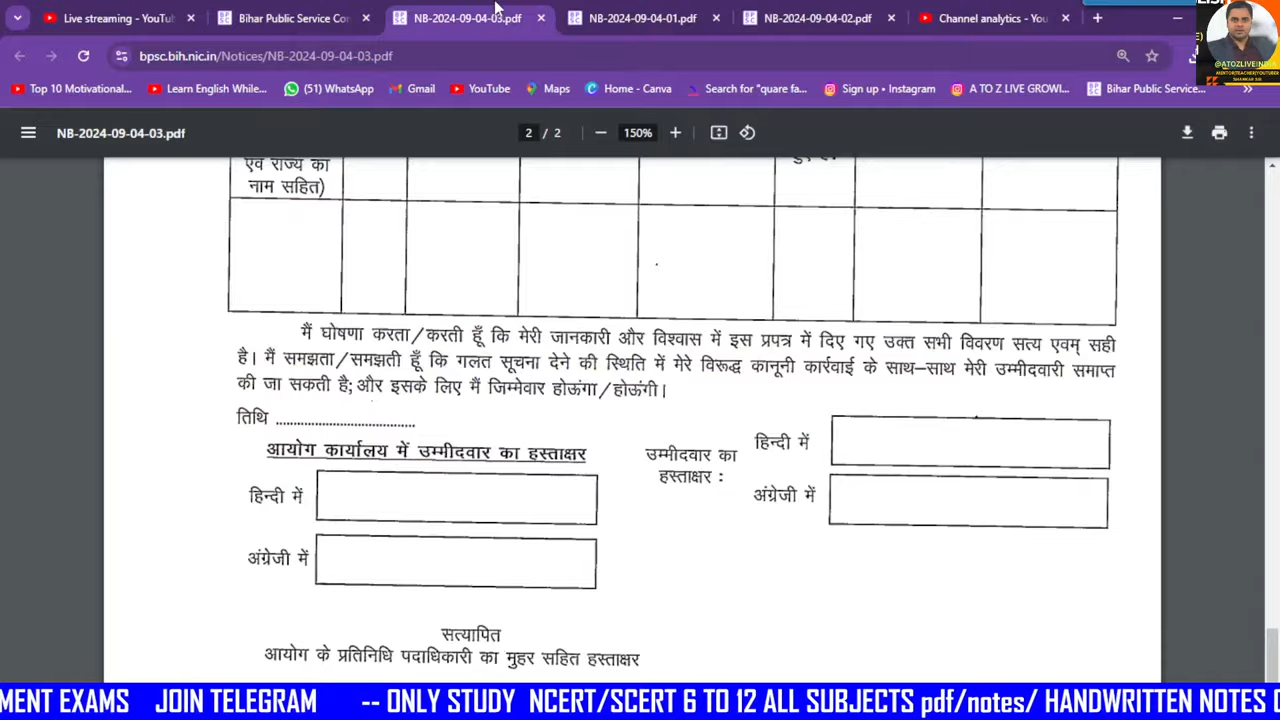 Live streaming - YouTu
Bihar Public Service Co
NB-2024-09-04-03.pdf
NB-2024-09-04-01.pdf
NB-2024-09-04-02.pdf
Channel analytics - You
bpsc.bih.nic.in/Notices/NB-2024-09-04-03.pdf
@ATOZLIVEINDIA
Top 10 Motivational...
Learn English While...
(51) WhatsApp
Gmail
YouTube
Maps
Home - Canva
Search for "quare fa...
Sign up • Instagram
A TO Z LIVE GROWI...
Bihar Public Service...
NB-2024-09-04-03.pdf
2 / 2
150%
एवं राज्य का
नाम सहित)
मैं घोषणा करता/करती हूँ कि मेरी जानकारी और विश्वास में इस प्रपत्र में दिए गए उक्त सभी विवरण सत्य एवम् सही
है। मैं समझता/समझती हूँ कि गलत सूचना देने की स्थिति में मेरे विरूद्ध कानूनी कार्रवाई के साथ–साथ मेरी उम्मीदवारी समाप्त
की जा सकती है; और इसके लिए मैं जिम्मेवार होऊंगा/होऊंगी।
तिथि .......................................
आयोग कार्यालय में उम्मीदवार का हस्ताक्षर
हिन्दी में
अंग्रेजी में
उम्मीदवार का
हस्ताक्षर :
हिन्दी में
अंग्रेजी में
सत्यापित
आयोग के प्रतिनिधि पदाधिकारी का मुहर सहित हस्ताक्षर
MENT EXAMS JOIN TELEGRAM -- ONLY STUDY NCERT/SCERT 6 TO 12 ALL SUBJECTS pdf/notes/ HANDWRITTEN NOTES